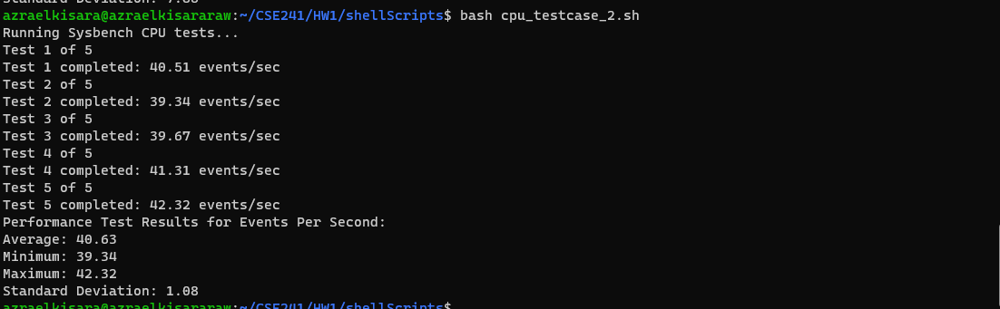 Standard Deviation: 7.88
azraelkisara@azraelkisararaw:~/CSE241/HW1/shellScripts$ bash cpu_testcase_2.sh
Running Sysbench CPU tests...
Test 1 of 5
Test 1 completed: 40.51 events/sec
Test 2 of 5
Test 2 completed: 39.34 events/sec
Test 3 of 5
Test 3 completed: 39.67 events/sec
Test 4 of 5
Test 4 completed: 41.31 events/sec
Test 5 of 5
Test 5 completed: 42.32 events/sec
Performance Test Results for Events Per Second:
Average: 40.63
Minimum: 39.34
Maximum: 42.32
Standard Deviation: 1.08
azraelkisara@azraelkisararaw:~/CSE241/HW1/shellScripts$